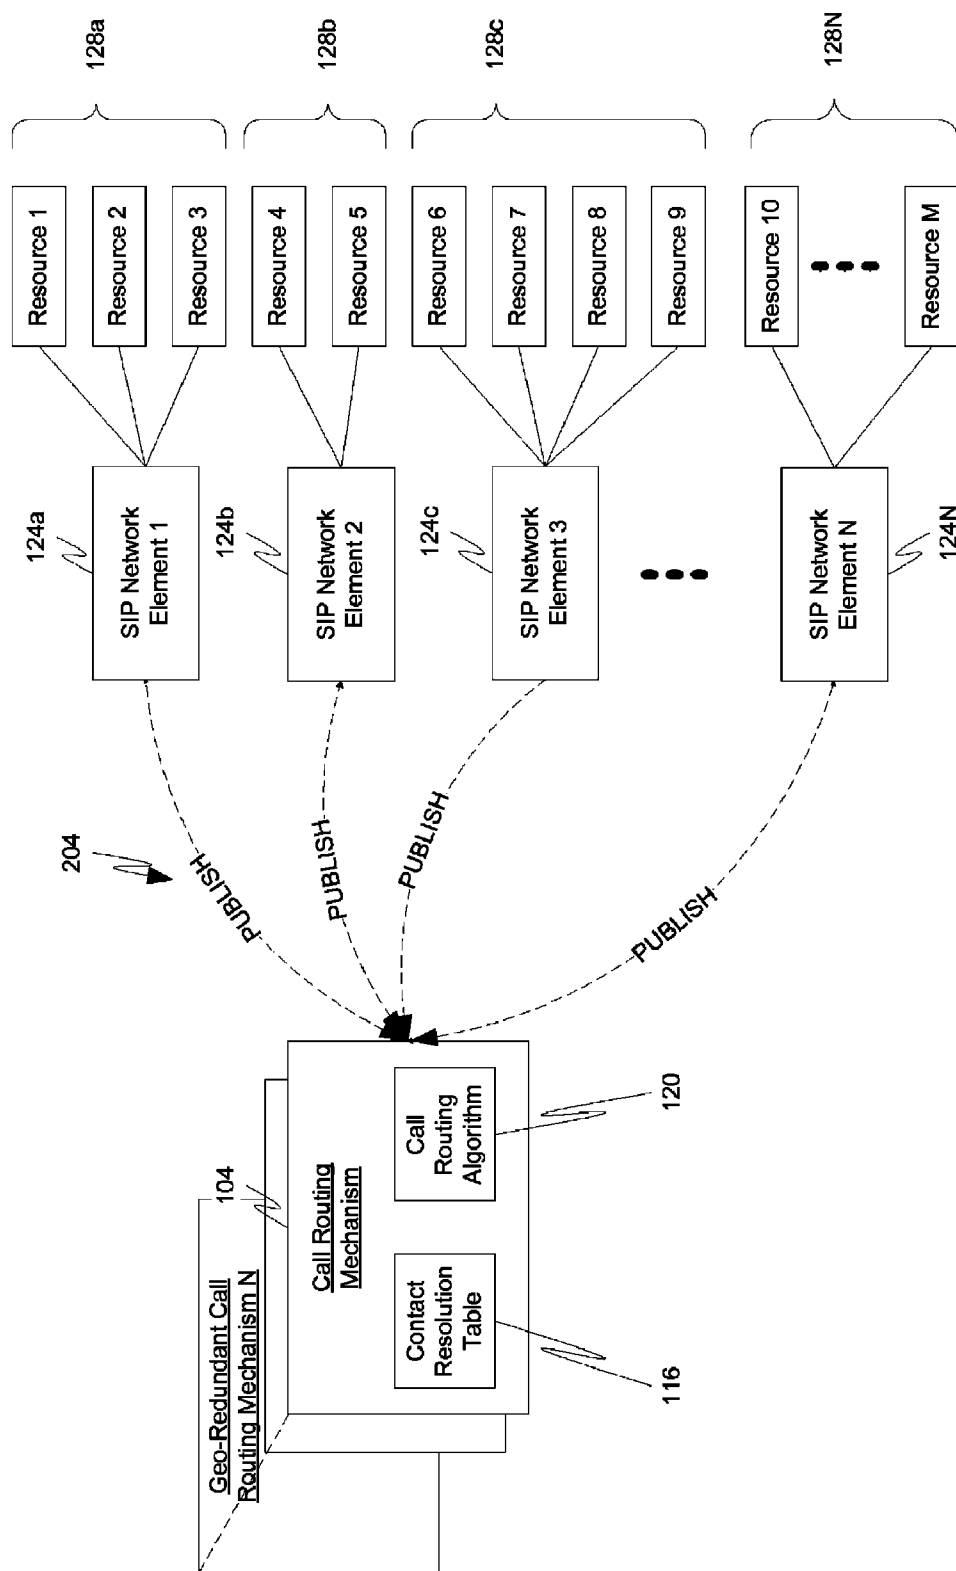 128a
128b
128c
128N
Resource 1
Resource 2
Resource 3
Resource 4
Resource 5
Resource 6
Resource 7
Resource 8
Resource 9
Resource 10
Resource M
124a
124b
124c
124N
SIP Network
Element 1
SIP Network
Element 2
SIP Network
Element 3
SIP Network
Element N
204
PUBLISH
PUBLISH
PUBLISH
PUBLISH
104
Geo-Redundant Call
Routing Mechanism N
Call Routing
Mechanism
Contact
Resolution
Table
Call
Routing
Algorithm
116
120